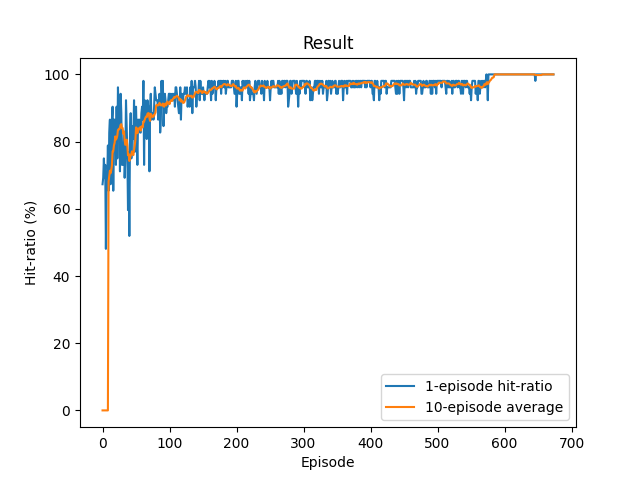 Result
Hit-ratio (%)
100
80
60
40
20
0
0 100 200 300 400 500 600 700
Episode
1-episode hit-ratio
10-episode average